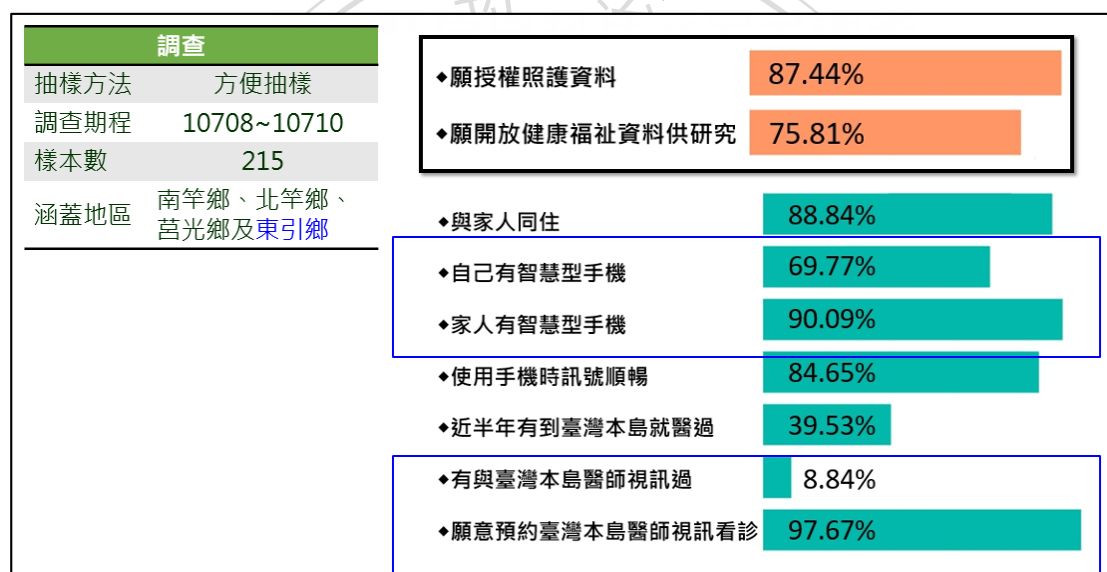 調查
抽樣方法 方便抽樣
調查期程 10708~10710
樣本數 215
涵蓋地區 南竿鄉、北竿鄉、
莒光鄉及東引鄉
◆願授權照護資料 87.44%
◆願開放健康福祉資料供研究 75.81%
◆與家人同住 88.84%
◆自己有智慧型手機 69.77%
◆家人有智慧型手機 90.09%
◆使用手機時訊號順暢 84.65%
◆近半年有到臺灣本島就醫過 39.53%
◆有與臺灣本島醫師視訊過 8.84%
◆願意預約臺灣本島醫師視訊看診 97.67%